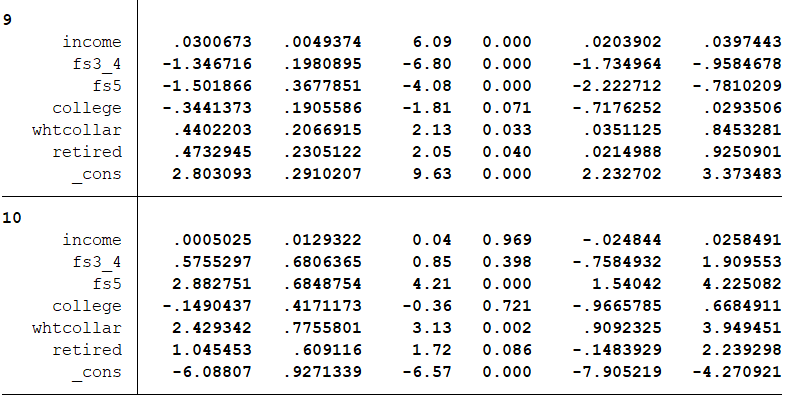 9
income .0300673 .0049374 6.09 0.000 .0203902 .0397443
fs3_4 -1.346716 .1980895 -6.80 0.000 -1.734964 -.9584678
fs5 -1.501866 .3677851 -4.08 0.000 -2.222712 -.7810209
college -.3441373 .1905586 -1.81 0.071 -.7176252 .0293506
whtcollar .4402203 .2066915 2.13 0.033 .0351125 .8453281
retired .4732945 .2305122 2.05 0.040 .0214988 .9250901
_cons 2.803093 .2910207 9.63 0.000 2.232702 3.373483
10
income .0005025 .0129322 0.04 0.969 -.024844 .0258491
fs3_4 .5755297 .6806365 0.85 0.398 -.7584932 1.909553
fs5 2.882751 .6848754 4.21 0.000 1.54042 4.225082
college -.1490437 .4171173 -0.36 0.721 -.9665785 .6684911
whtcollar 2.429342 .7755801 3.13 0.002 .9092325 3.949451
retired 1.045453 .609116 1.72 0.086 -.1483929 2.239298
_cons -6.08807 .9271339 -6.57 0.000 -7.905219 -4.270921